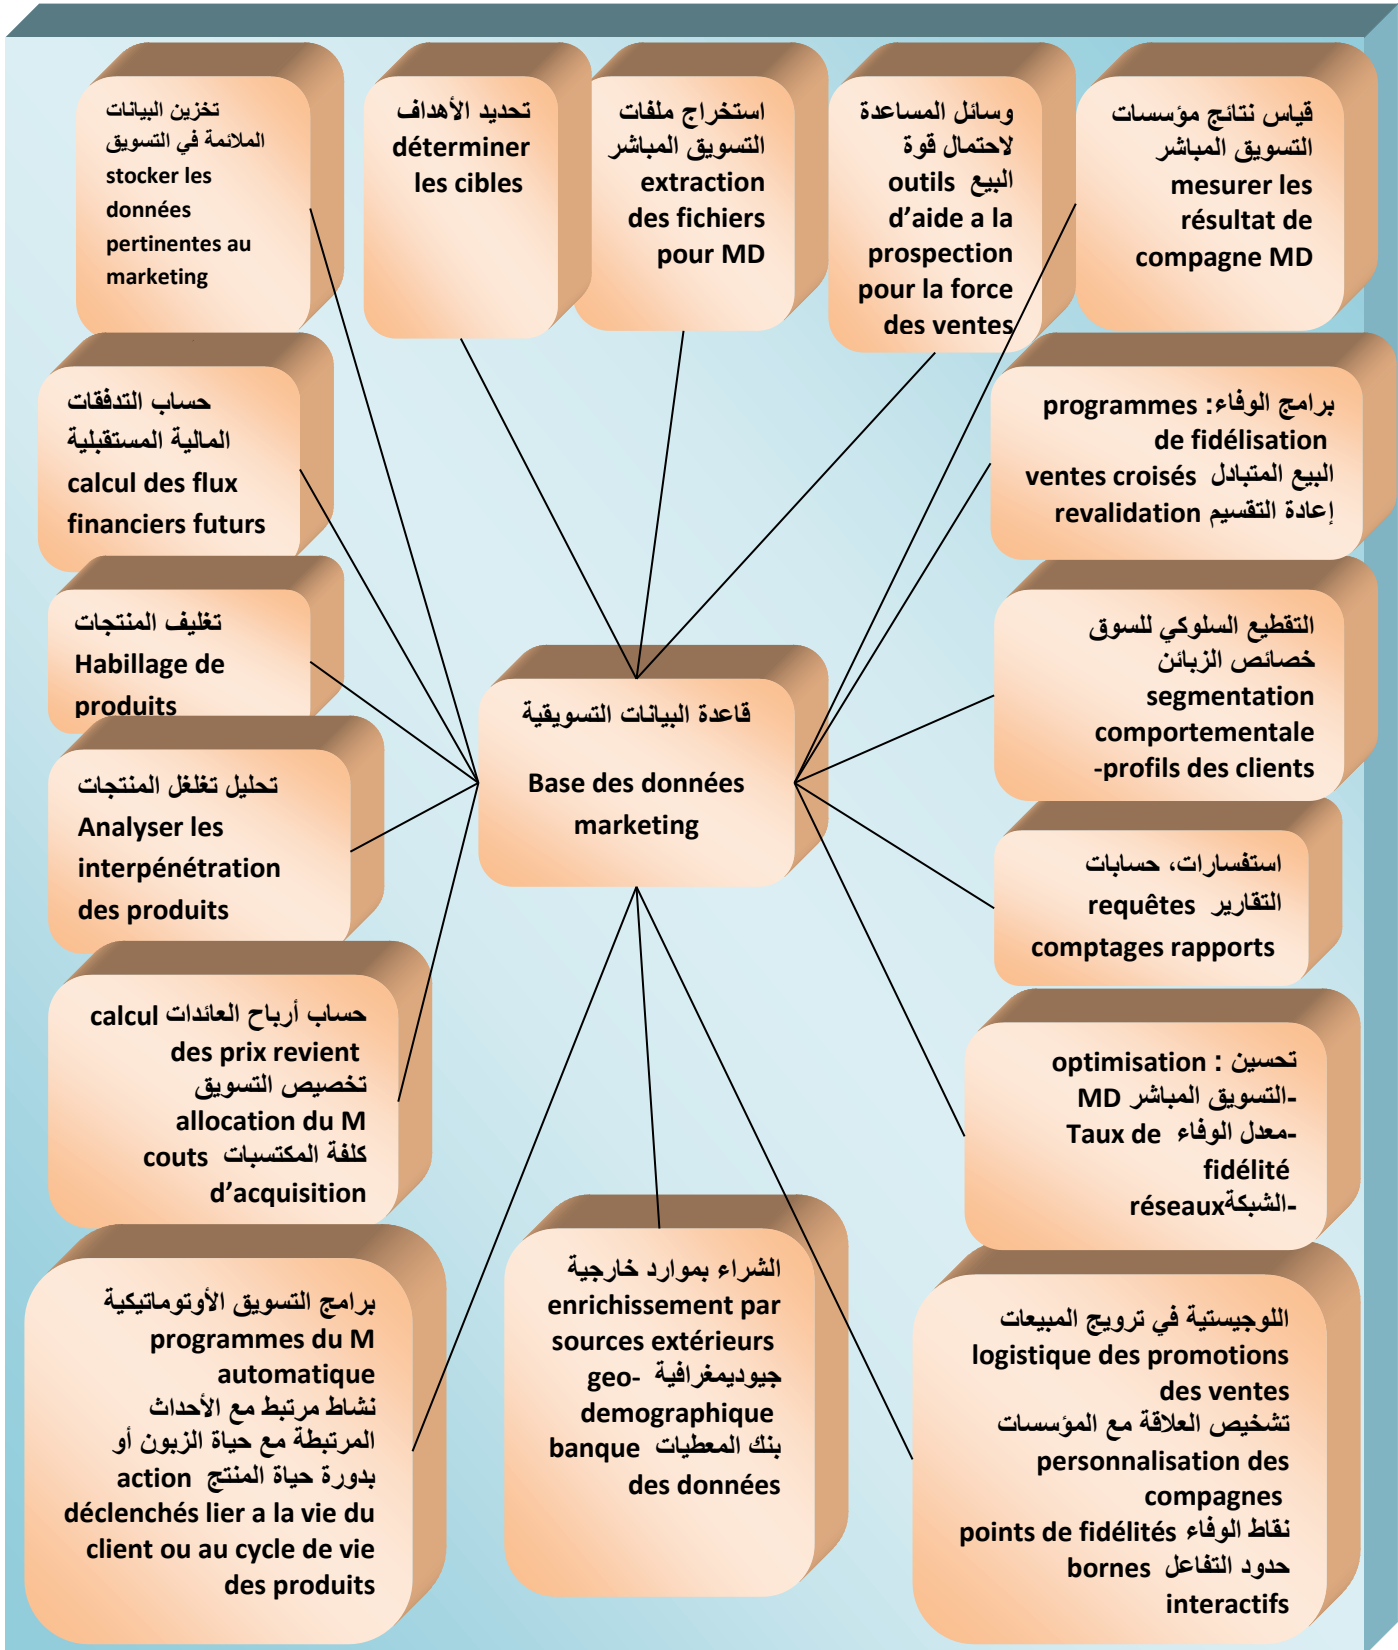 تخزين البيانات
الملائمة في التسويق
stocker les
données
pertinentes au
marketing
تحديد الأهداف
déterminer
les cibles
استخراج ملفات
التسويق المباشر
extraction
des fichiers
pour MD
وسائل المساعدة
لاحتمال قوة
البيع outils
d’aide a la
prospection
pour la force
des ventes
قياس نتائج مؤسسات
التسويق المباشر
mesurer les
résultat de
compagne MD
حساب التدفقات
المالية المستقبلية
calcul des flux
financiers futurs
برامج الوفاء: programmes
de fidélisation
البيع المتبادل ventes croisés
إعادة التقسيم revalidation
تغليف المنتجات
Habillage de
produits
التقطيع السلوكي للسوق
خصائص الزبائن
segmentation
comportementale
-profils des clients
قاعدة البيانات التسويقية
Base des données
marketing
تحليل تغلغل المنتجات
Analyser les
interpénétration
des produits
استفسارات، حسابات
التقارير requêtes
comptages rapports
حساب أرباح العائدات calcul
des prix revient
تخصيص التسويق
allocation du M
كلفة المكتسبات couts
d’acquisition
تحسين : optimisation
-التسويق المباشر MD
-معدل الوفاء Taux de
fidélité
-الشبكةréseaux
برامج التسويق الأوتوماتيكية
programmes du M
automatique
نشاط مرتبط مع الأحداث
المرتبطة مع حياة الزبون أو
بدورة حياة المنتج action
déclenchés lier a la vie du
client ou au cycle de vie
des produits
الشراء بموارد خارجية
enrichissement par
sources extérieurs
جيوديمغرافية geo-
demographique
بنك المعطيات banque
des données
اللوجيستية في ترويج المبيعات
logistique des promotions
des ventes
تشخيص العلاقة مع المؤسسات
personnalisation des
compagnes
نقاط الوفاء points de fidélités
حدود التفاعل bornes
interactifs